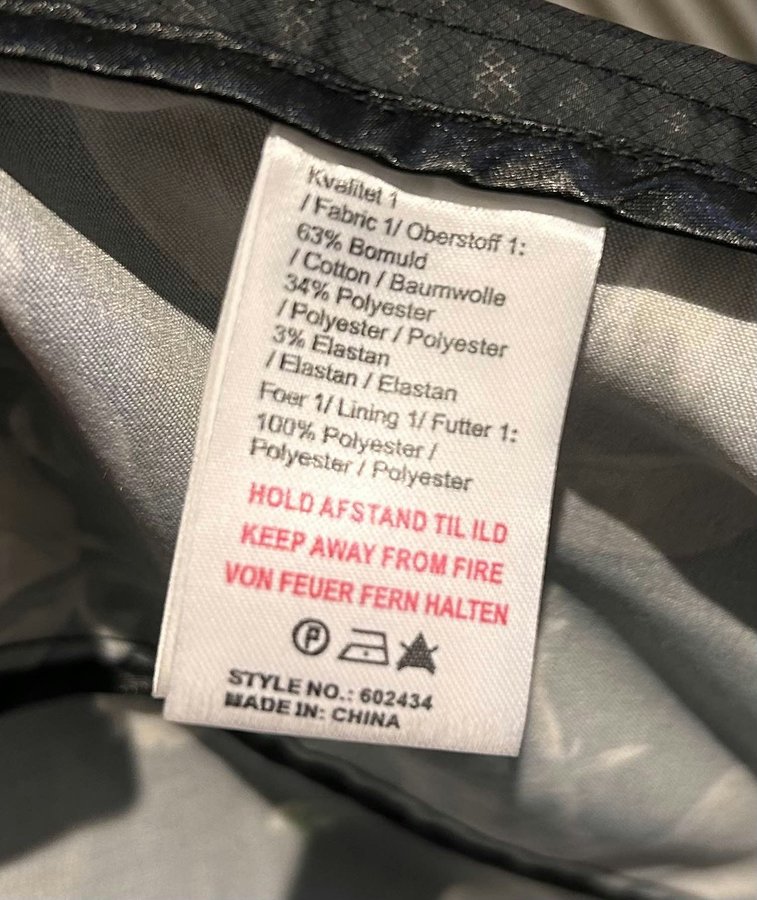 Kvalitet 1
/ Fabric 1/ Oberstoff 1:
63% Bomuld
/ Cotton / Baumwolle
34% Polyester
/ Polyester / Polyester
3% Elastan
/ Elastan / Elastan
Foer 1/ Lining 1/ Futter 1:
100% Polyester /
Polyester / Polyester
HOLD AFSTAND TIL ILD
KEEP AWAY FROM FIRE
VON FEUER FERN HALTEN
P
STYLE NO.: 602434
MADE IN: CHINA